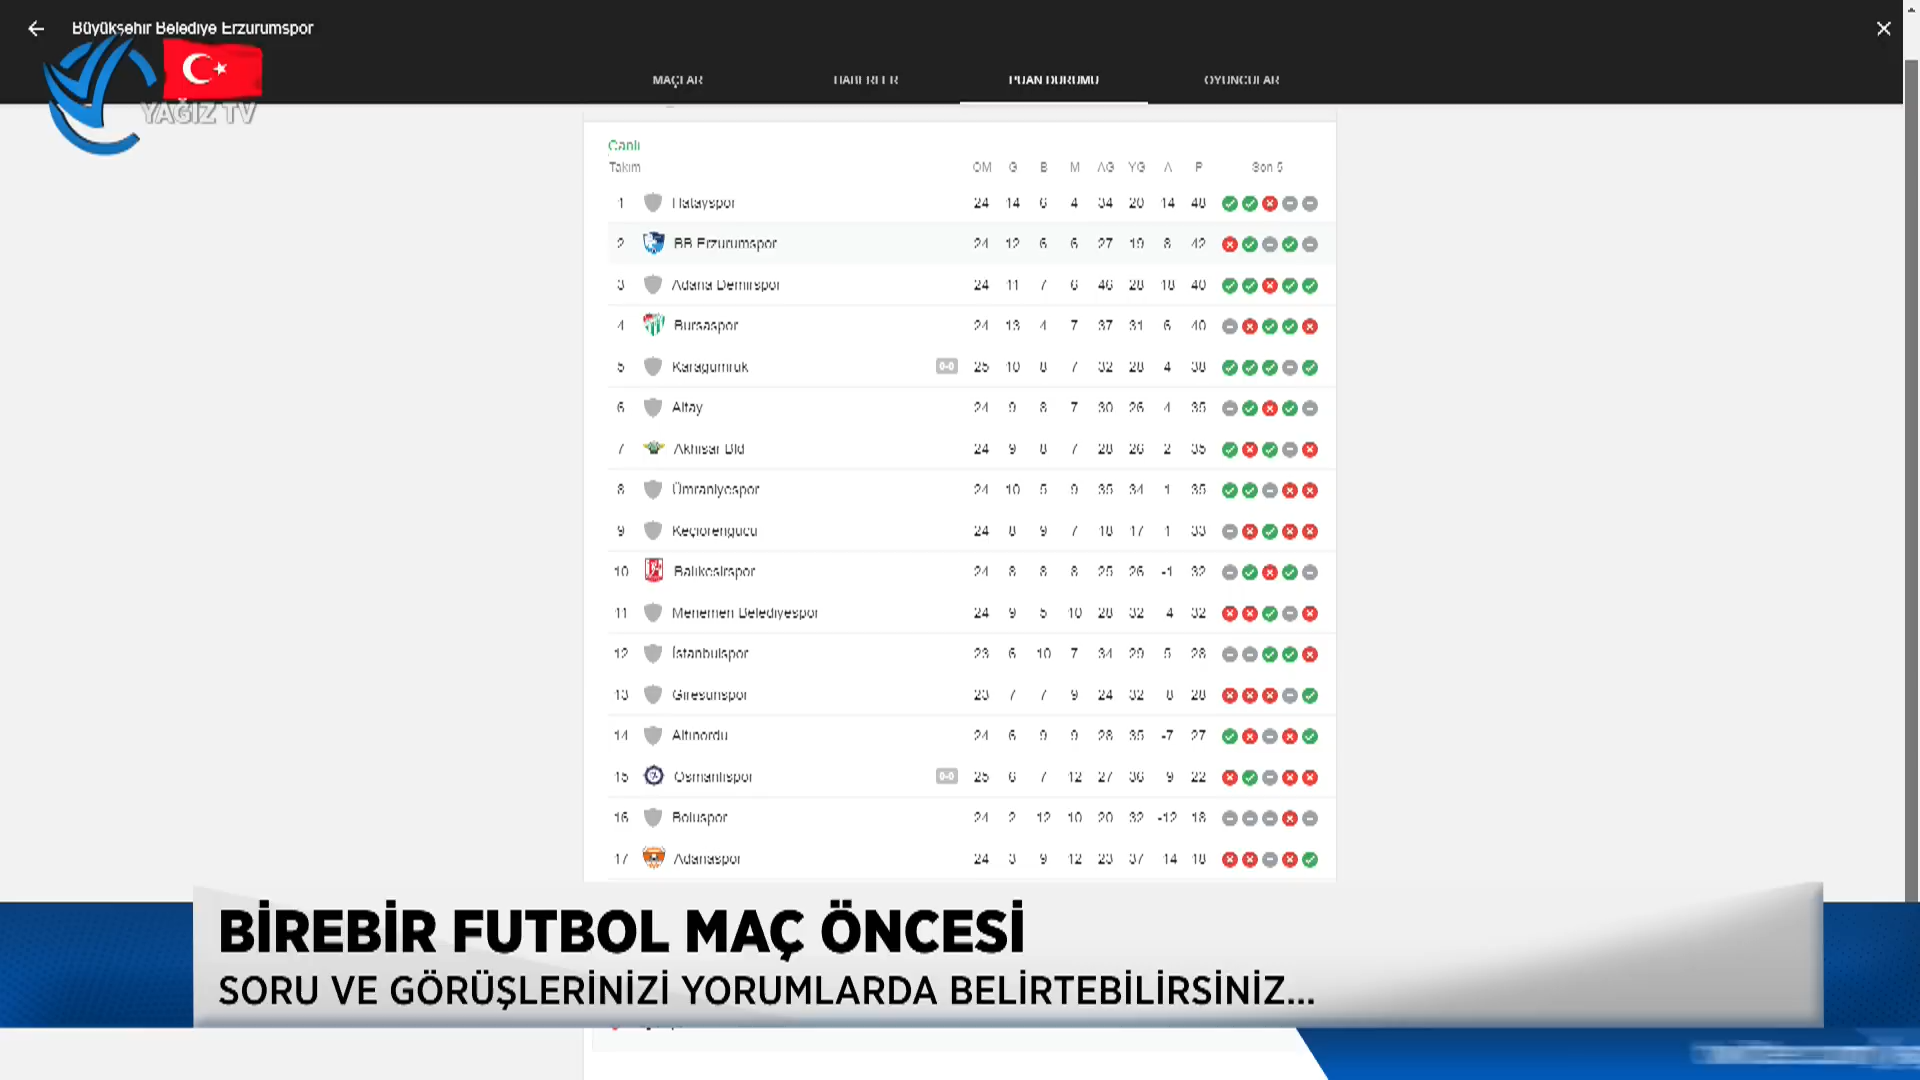 Büyükşehir Belediye Erzurumspor
YAĞIZ TV
MAÇLAR HABERLER PUAN DURUMU OYUNCULAR
Canlı
Takım OM G B M AG YG A P Son 5
1 Hatayspor 24 14 6 4 34 20 14 48
2 BB Erzurumspor 24 12 6 6 27 19 8 42
3 Adana Demirspor 24 11 7 6 46 28 18 40
4 Bursaspor 24 13 4 7 37 31 6 40
5 Karagümrük 0-0 25 10 8 7 32 28 4 38
6 Altay 24 9 8 7 30 26 4 35
7 Akhisar Bld 24 9 8 7 28 26 2 35
8 Ümraniyespor 24 10 5 9 35 34 1 35
9 Keçiörengücü 24 8 9 7 18 17 1 33
10 Balıkesirspor 24 8 8 8 25 26 -1 32
11 Menemen Belediyespor 24 9 5 10 28 32 4 32
12 İstanbulspor 23 6 10 7 34 29 5 28
13 Giresunspor 23 7 7 9 24 32 8 28
14 Altınordu 24 6 9 9 28 35 -7 27
15 Osmanlıspor 0-0 25 6 7 12 27 36 9 22
16 Boluspor 24 2 12 10 20 32 -12 18
17 Adanaspor 24 3 9 12 23 37 14 18
BİREBİR FUTBOL MAÇ ÖNCESİ
SORU VE GÖRÜŞLERİNİZİ YORUMLARDA BELİRTEBİLİRSİNİZ...